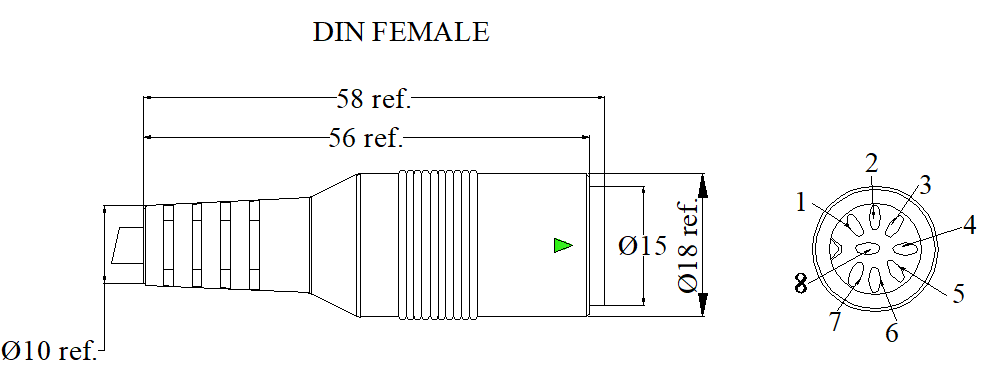 DIN FEMALE
58 ref.
56 ref.
2
3
1
4
Ø15
Ø18 ref.
8
5
7
6
Ø10 ref.